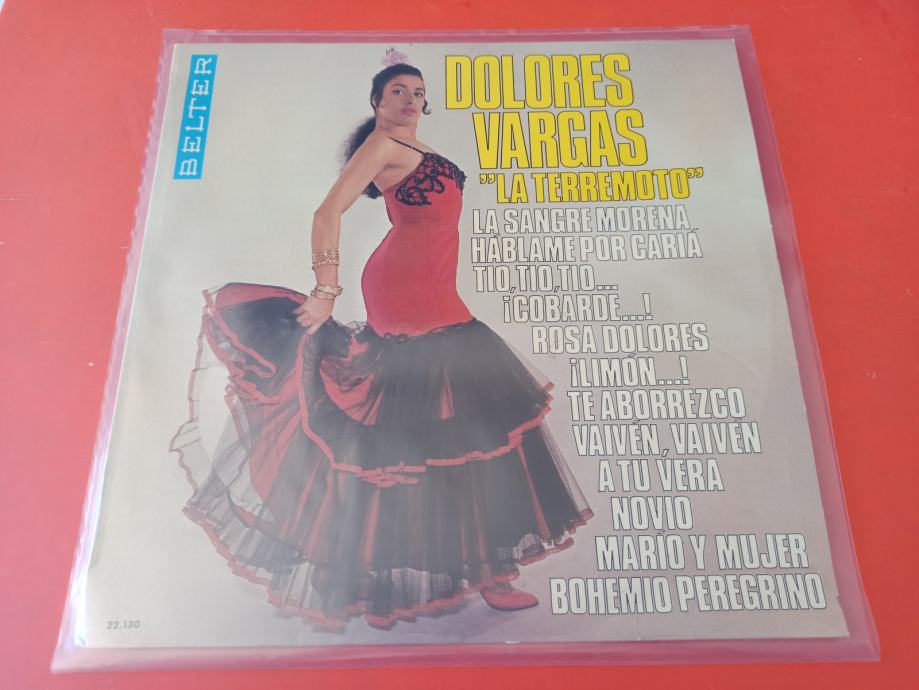 BELTER
DOLORES
VARGAS
"LA TERREMOTO"
LA SANGRE MORENA
HÁBLAME POR CARIÁ
TIO, TIO, TIO...
¡COBARDE...!
ROSA DOLORES
¡LIMÓN...!
TE ABORREZCO
VAIVÉN, VAIVÉN
A TU VERA
NOVIO
MARÍO Y MUJER
BOHEMIO PEREGRINO
22.130